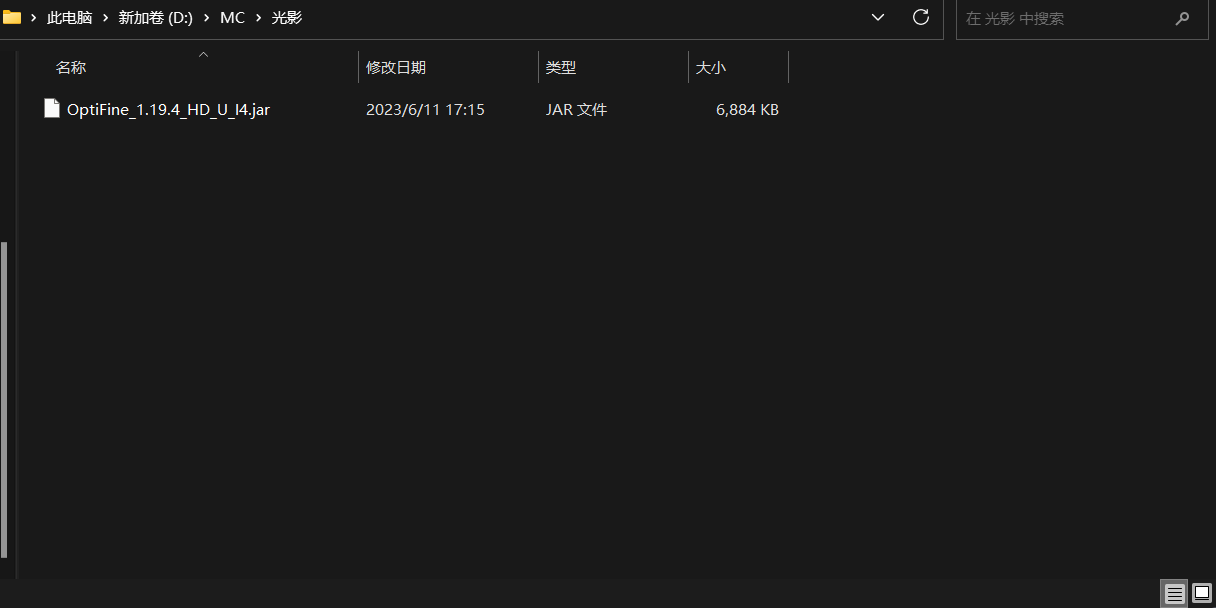 此电脑 新加卷 (D:) MC 光影
在 光影 中搜索
名称 修改日期 类型 大小
OptiFine_1.19.4_HD_U_I4.jar 2023/6/11 17:15 JAR 文件 6,884 KB